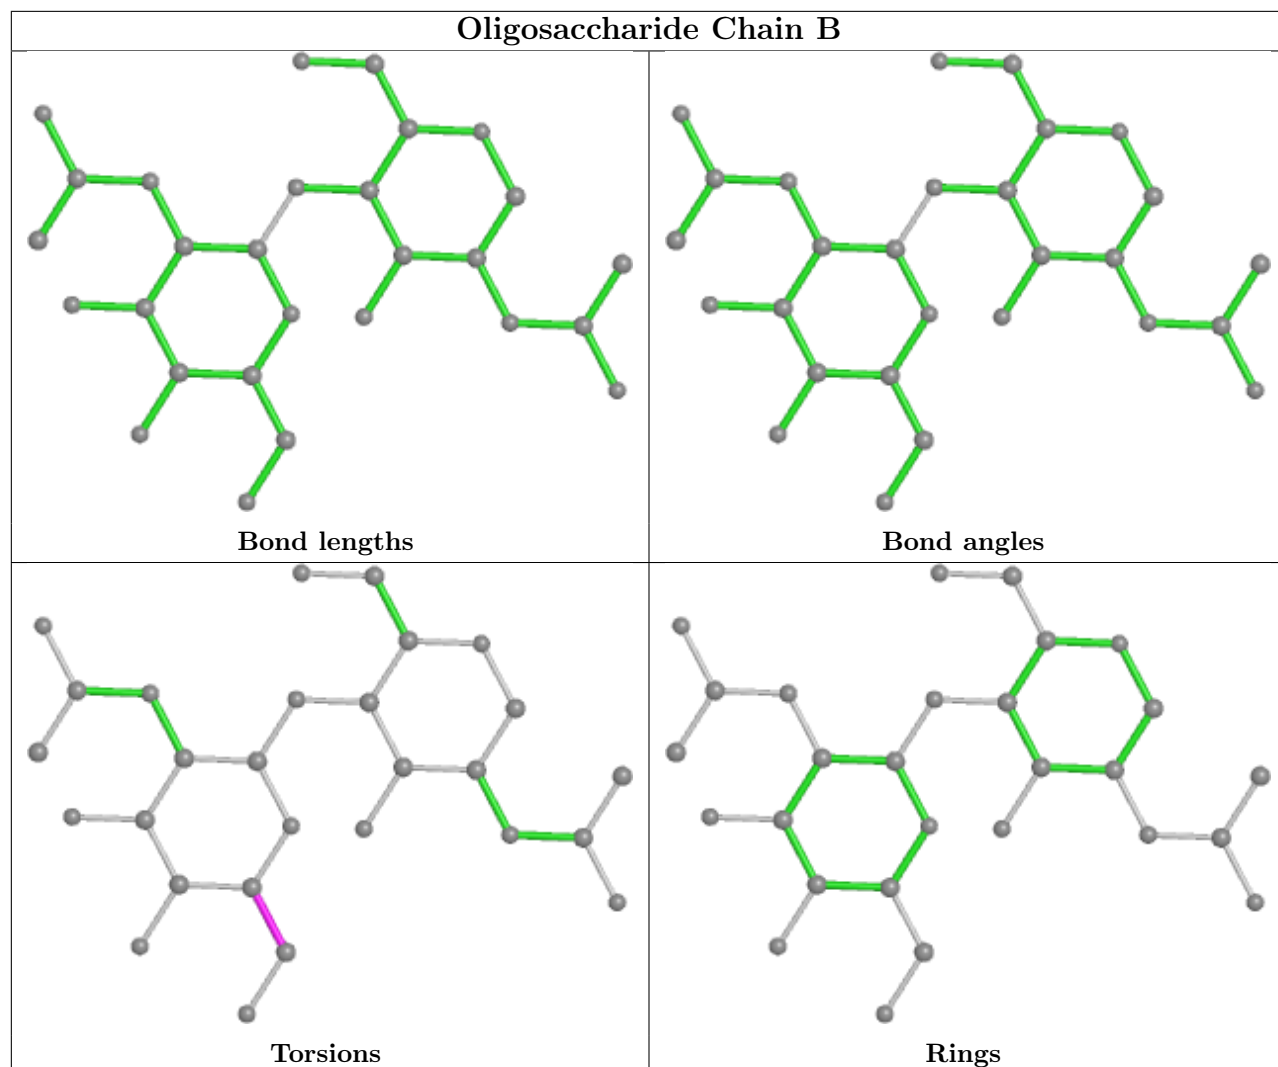 Oligosaccharide Chain B
Bond lengths
Bond angles
Torsions
Rings